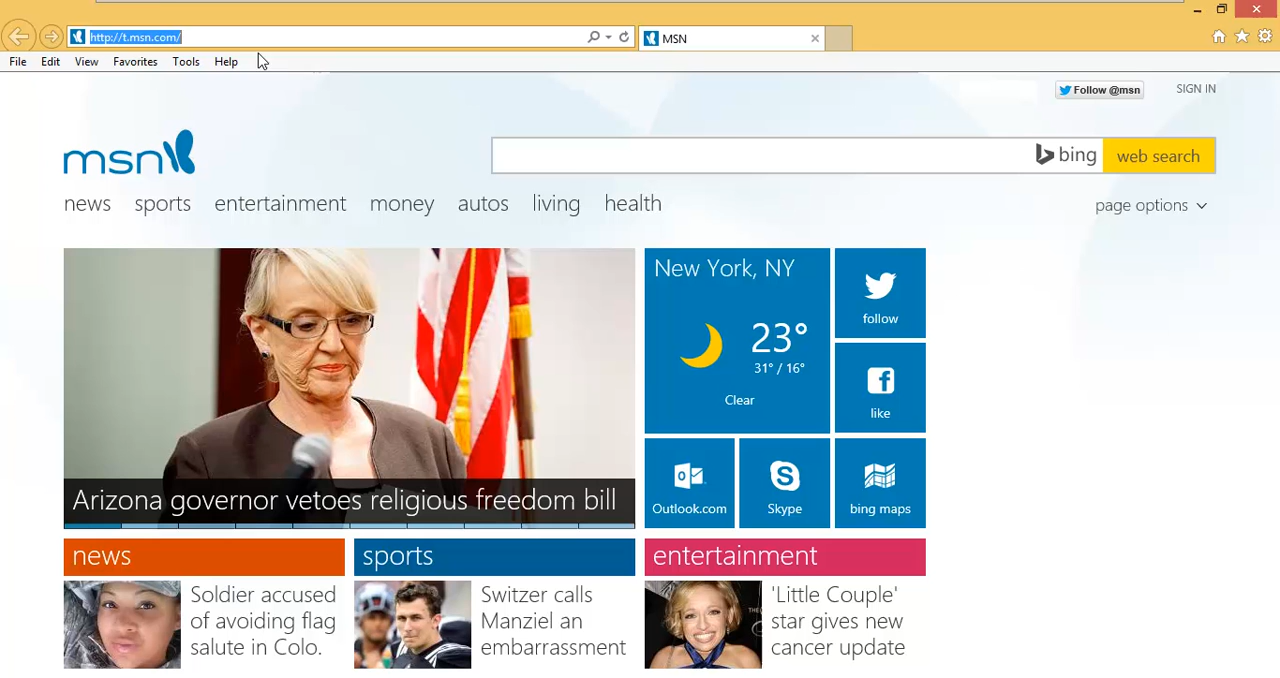 http://t.msn.com/
MSN
File Edit View Favorites Tools Help
Follow @msn SIGN IN
msn
bing web search
news sports entertainment money autos living health
page options
Arizona governor vetoes religious freedom bill
New York, NY
23°
31° / 16°
Clear
follow
like
Outlook.com
Skype
bing maps
news
Soldier accused
of avoiding flag
salute in Colo.
sports
Switzer calls
Manziel an
embarrassment
entertainment
'Little Couple'
star gives new
cancer update